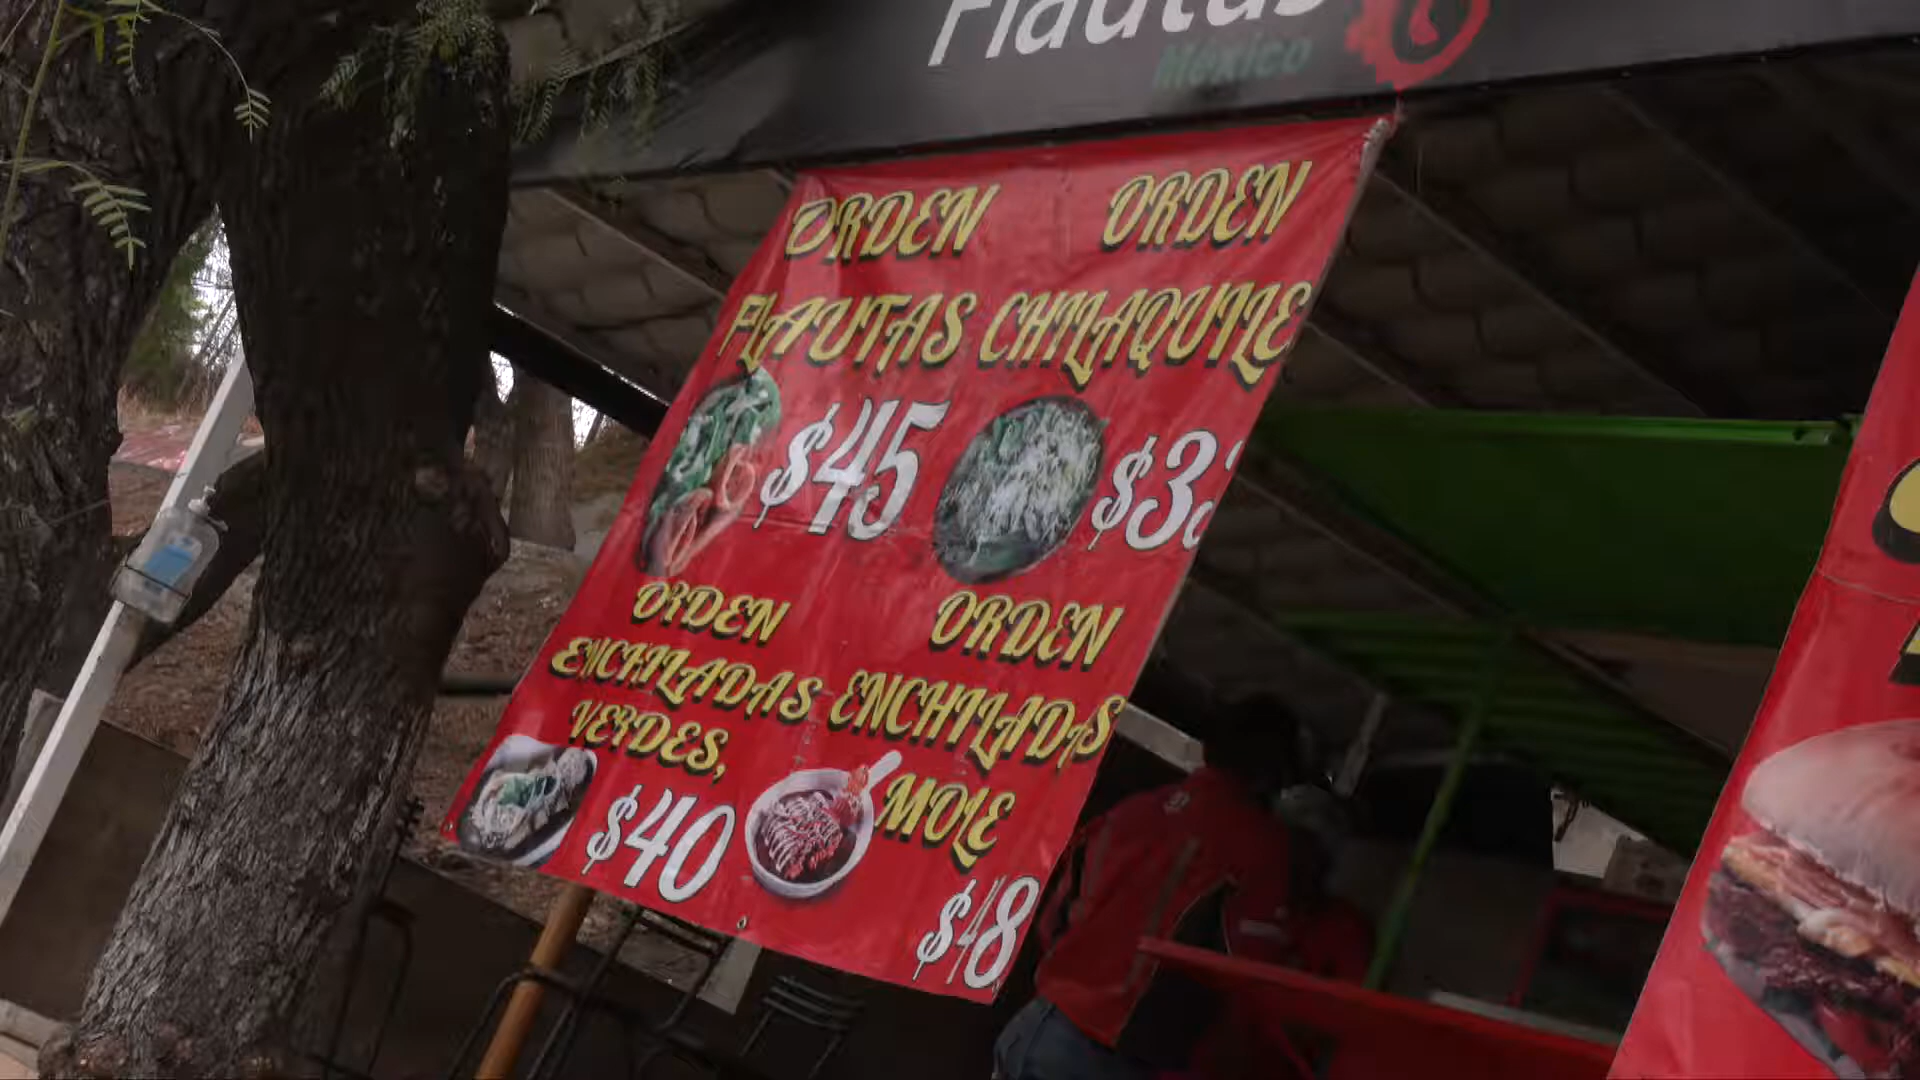 Flautas
México
ORDEN ORDEN
FLAUTAS CHILAQUILE
$45
ORDEN ORDEN
ENCHILADAS ENCHILADAS
VERDES, MOLE
$40 $48